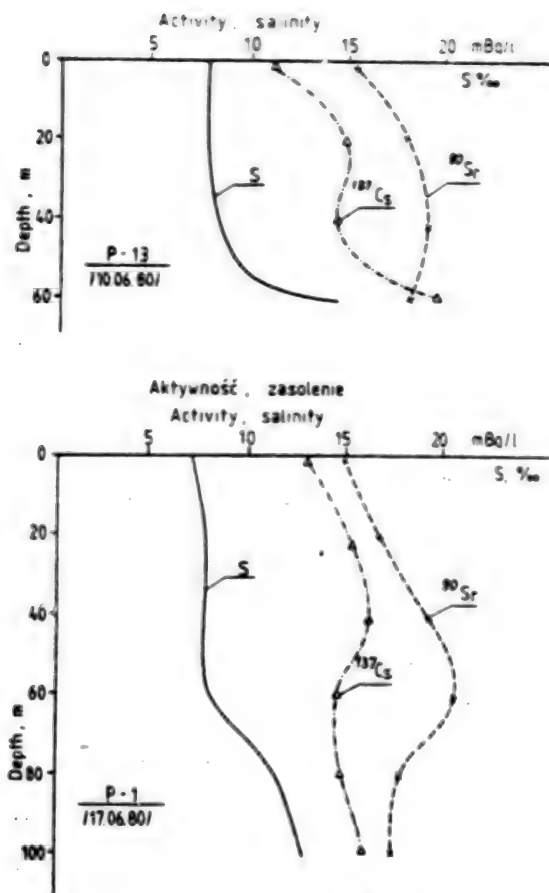 Activity, salinity
5 10 15 20 mBq/l
S ‰
0
20
40
60
Depth, m
S
137Cs
90Sr
P-13
/10.06.80/
Aktywność, zasolenie
Activity, salinity
5 10 15 20 mBq/l
S, ‰
0
20
40
60
80
100
Depth, m
S
137Cs
90Sr
P-1
/17.06.80/